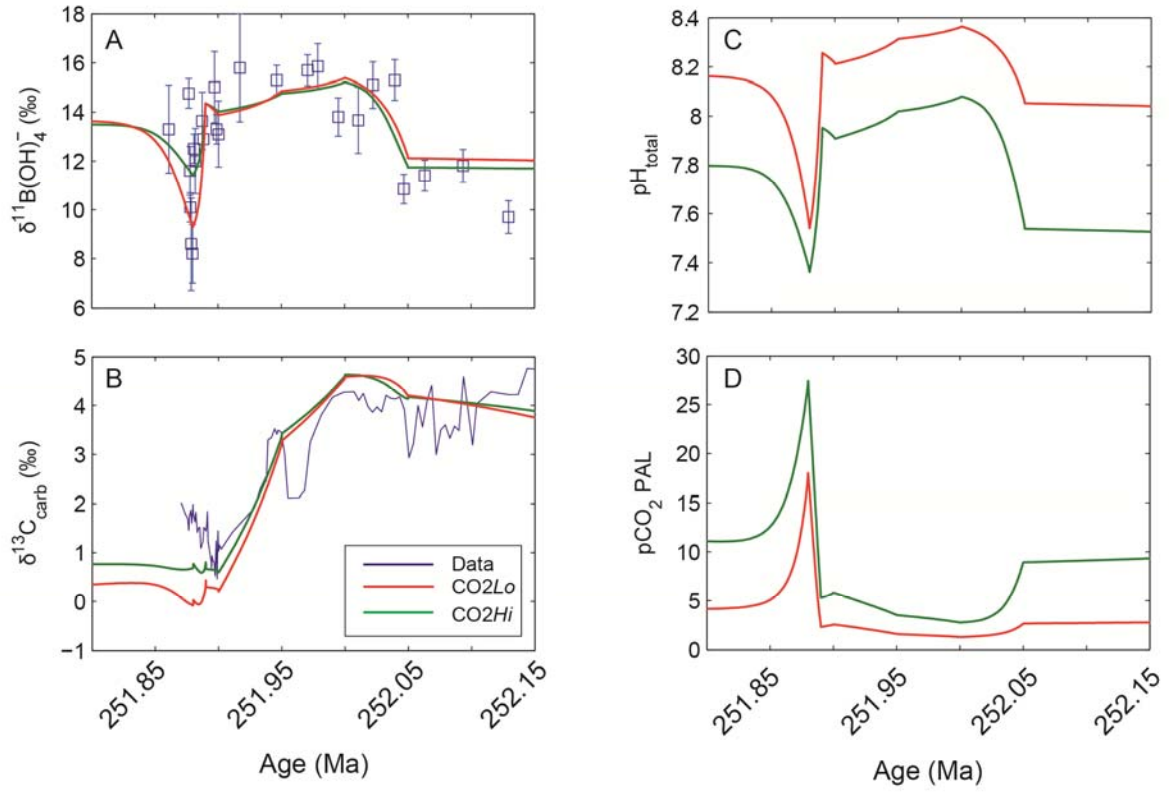 A
18
16
14
12
10
8
6
δ¹¹B(OH)₄⁻ (‰)
C
8.4
8.2
8
7.8
7.6
7.4
7.2
pH_total
B
5
4
3
2
1
0
−1
δ¹³C_carb (‰)
Data
CO2Lo
CO2Hi
251.85
251.95
252.05
252.15
Age (Ma)
D
30
25
20
15
10
5
0
pCO₂ PAL
251.85
251.95
252.05
252.15
Age (Ma)